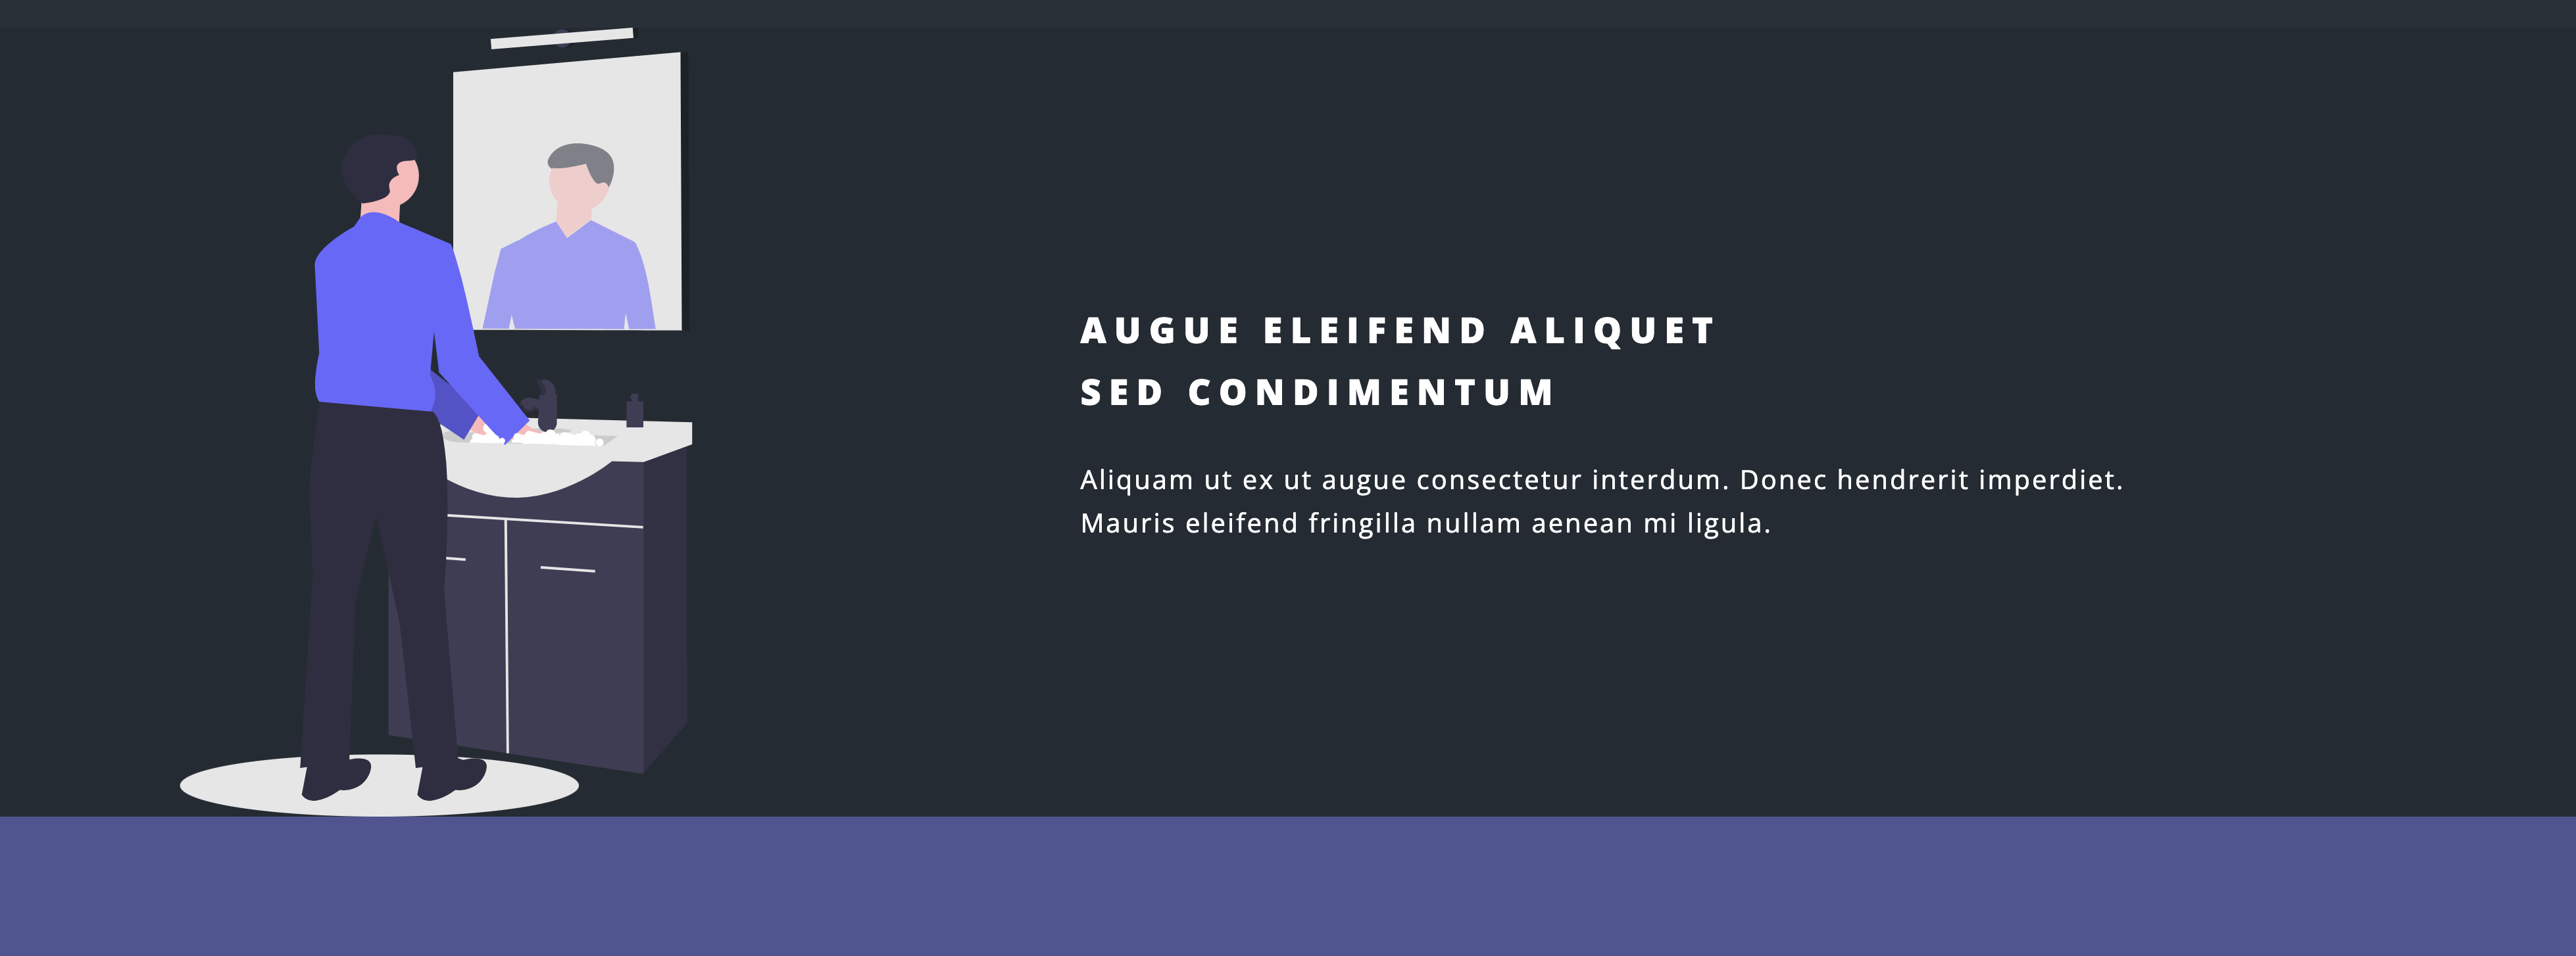 AUGUE ELEIFEND ALIQUET
SED CONDIMENTUM
Aliquam ut ex ut augue consectetur interdum. Donec hendrerit imperdiet.
Mauris eleifend fringilla nullam aenean mi ligula.